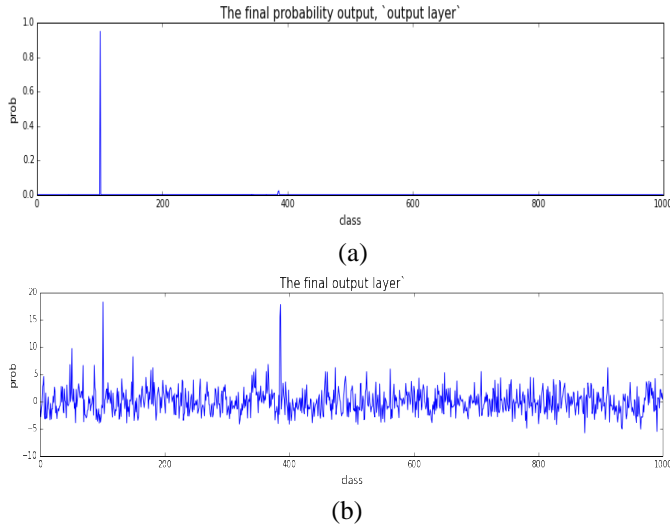 The final probability output, `output layer`
1.0
0.8
0.6
0.4
0.2
0.0
prob
0 200 400 600 800 1000
class
(a)
The final output layer`
20
15
10
5
0
−5
−10
prob
0 200 400 600 800 1000
class
(b)